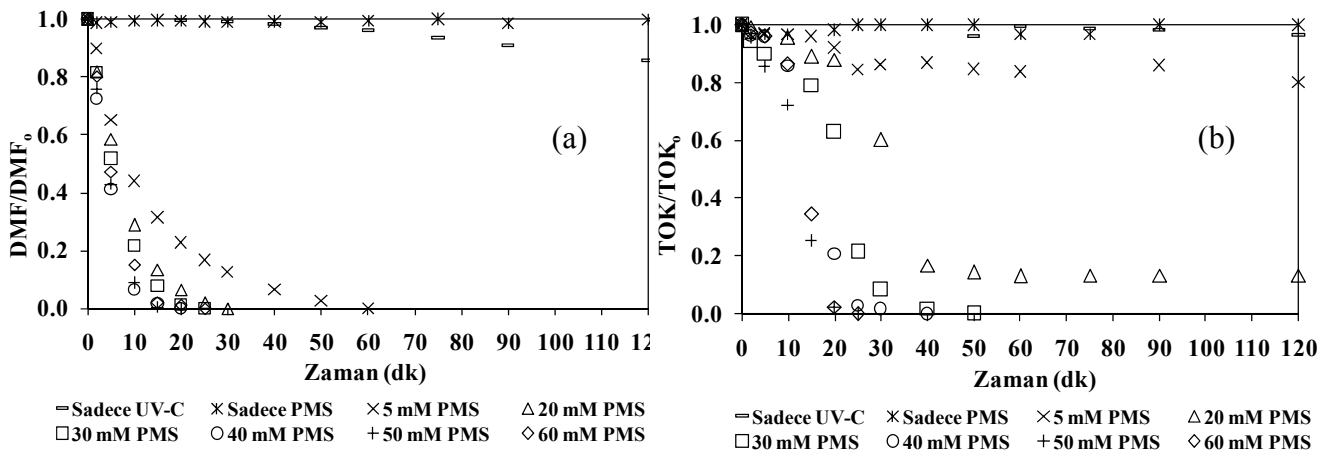 (a)
DMF/DMFo
1.0
0.8
0.6
0.4
0.2
0.0
0 10 20 30 40 50 60 70 80 90 100 110 120
Zaman (dk)
Sadece UV-C Sadece PMS 5 mM PMS 20 mM PMS
30 mM PMS 40 mM PMS 50 mM PMS 60 mM PMS
(b)
TOK/TOKo
1.0
0.8
0.6
0.4
0.2
0.0
0 10 20 30 40 50 60 70 80 90 100 110 120
Zaman (dk)
Sadece UV-C Sadece PMS 5 mM PMS 20 mM PMS
30 mM PMS 40 mM PMS 50 mM PMS 60 mM PMS